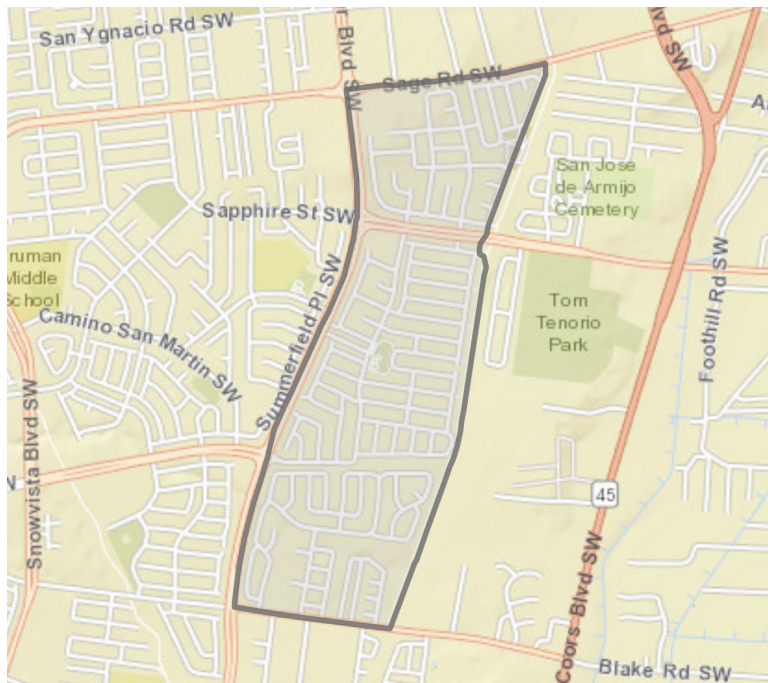 San Ygnacio Rd SW
r Blvd SW
lvd SW
Sage Rd SW
San Jose
de Armijo
Cemetery
Sapphire St SW
ruman
Middle
School
Summerfield Pl SW
Foothill Rd SW
Tom
Tenorio
Park
Camino San Martin SW
Snowvista Blvd SW
45
Coors Blvd SW
Blake Rd SW